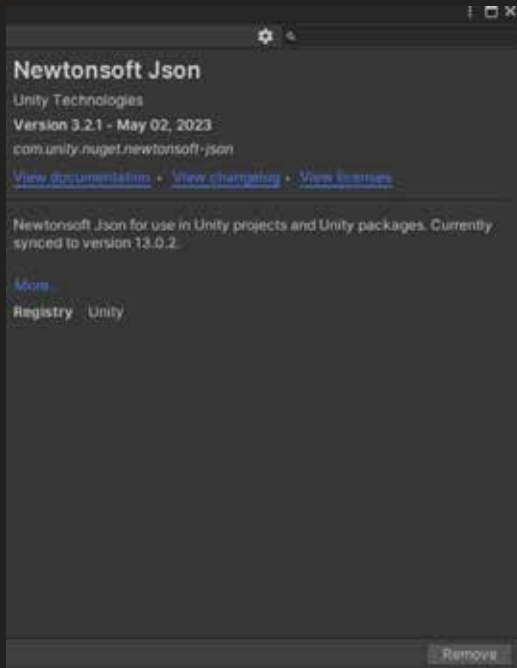 Newtonsoft Json
Unity Technologies
Version 3.2.1 - May 02, 2023
com.unity.nuget.newtonsoft-json
View documentation • View changelog • View licenses
Newtonsoft Json for use in Unity projects and Unity packages. Currently
synced to version 13.0.2.
More...
Registry Unity
Remove